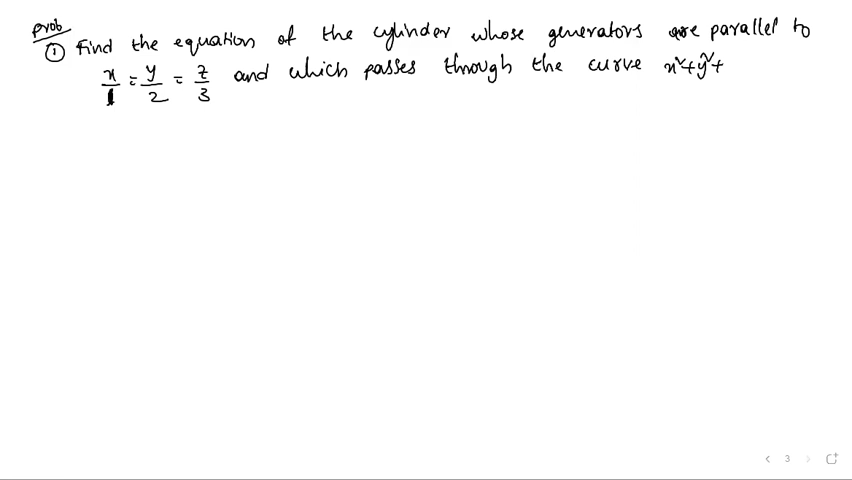 prob
① Find the equation of the cylinder whose generators are parallel to
x/1 = y/2 = z/3 and which passes through the curve x²+y²+
3